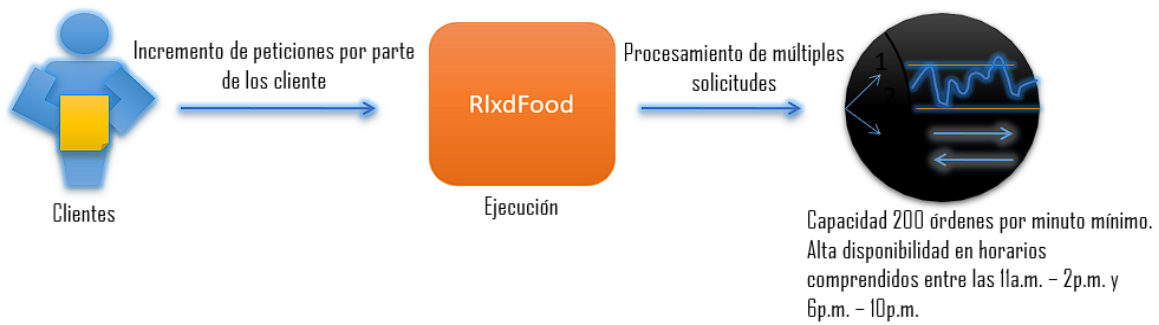 Incremento de peticiones por parte
de los cliente
Clientes
RlxdFood
Ejecución
Procesamiento de múltiples
solicitudes
1
2
Capacidad 200 órdenes por minuto mínimo.
Alta disponibilidad en horarios
comprendidos entre las 11a.m. – 2p.m. y
6p.m. – 10p.m.